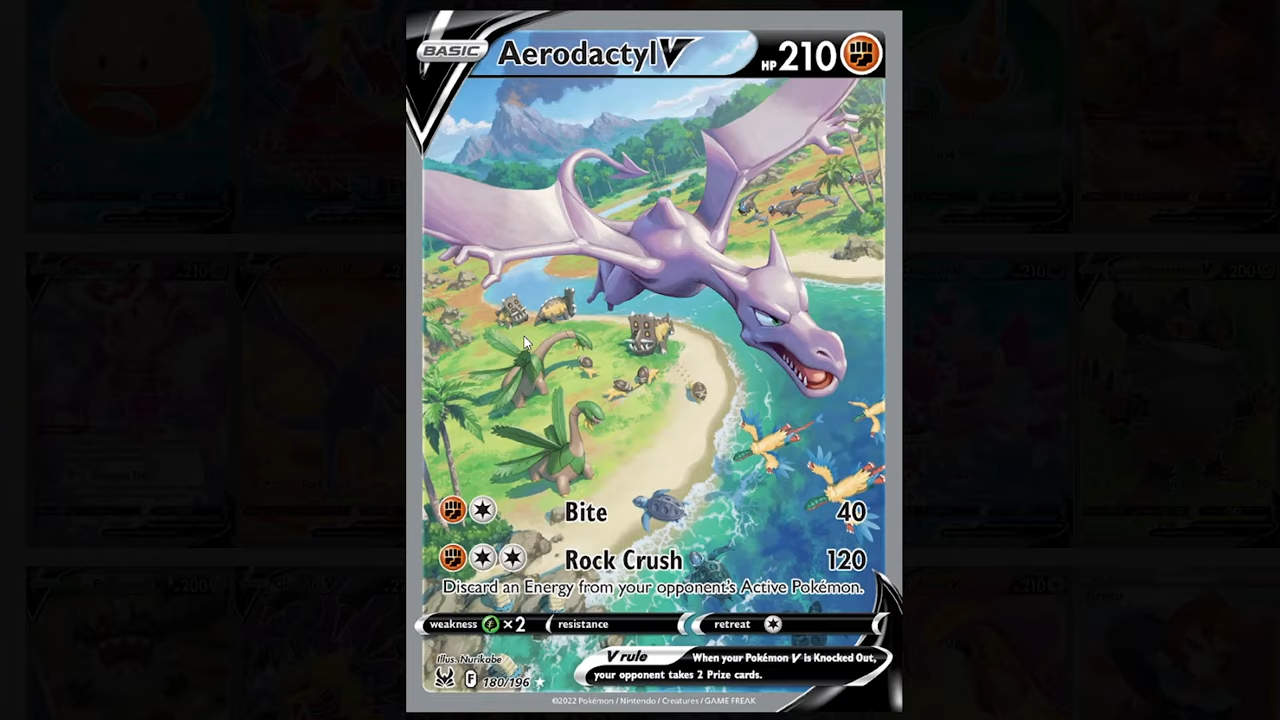 BASIC Aerodactyl V HP 210
Bite 40
Rock Crush 120
Discard an Energy from your opponent's Active Pokémon.
weakness ×2 resistance retreat
Illus. Nurikabe
V rule When your Pokémon V is Knocked Out,
your opponent takes 2 Prize cards.
F 180/196
©2022 Pokémon / Nintendo / Creatures / GAME FREAK